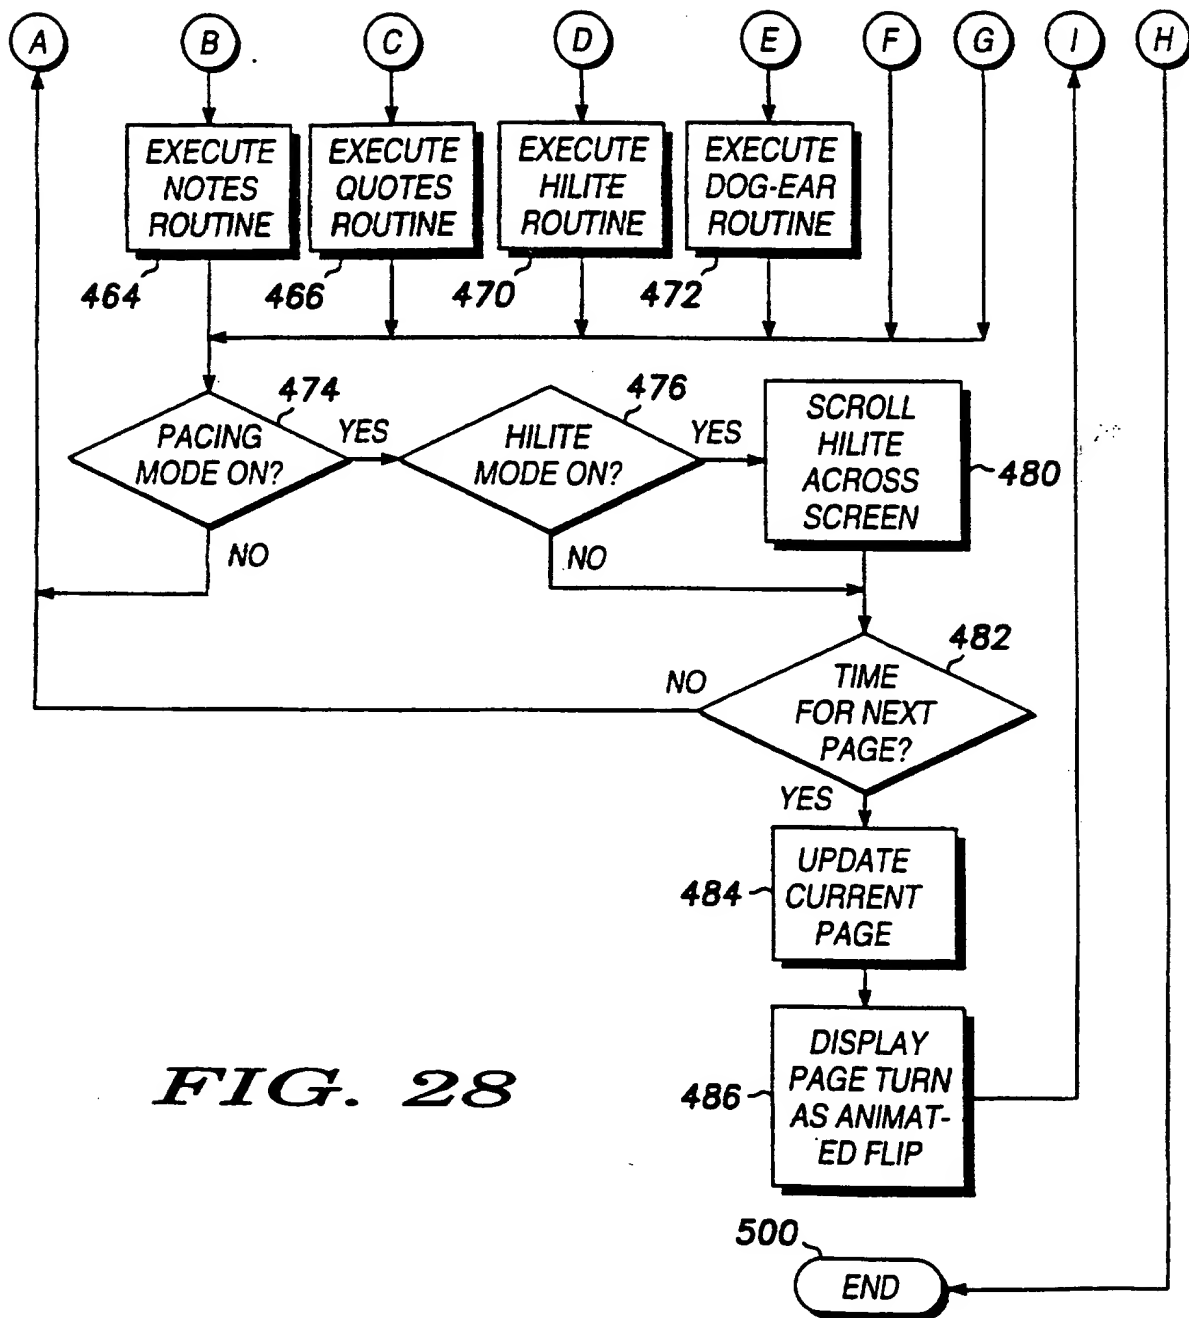 A B C D E F G I H
EXECUTE
NOTES
ROUTINE
464
EXECUTE
QUOTES
ROUTINE
466
EXECUTE
HILITE
ROUTINE
470
EXECUTE
DOG-EAR
ROUTINE
472
474
PACING
MODE ON?
YES
NO
476
HILITE
MODE ON?
YES
NO
SCROLL
HILITE
ACROSS
SCREEN
480
482
TIME
FOR NEXT
PAGE?
NO
YES
UPDATE
CURRENT
PAGE
484
DISPLAY
PAGE TURN
AS ANIMAT-
ED FLIP
486
500
END
FIG. 28